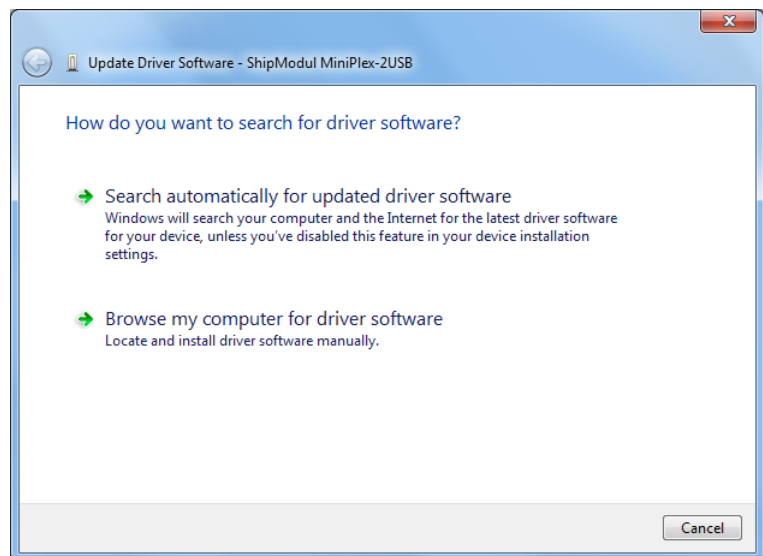 Update Driver Software - ShipModul MiniPlex-2USB
How do you want to search for driver software?
Search automatically for updated driver software
Windows will search your computer and the Internet for the latest driver software
for your device, unless you've disabled this feature in your device installation
settings.
Browse my computer for driver software
Locate and install driver software manually.
Cancel